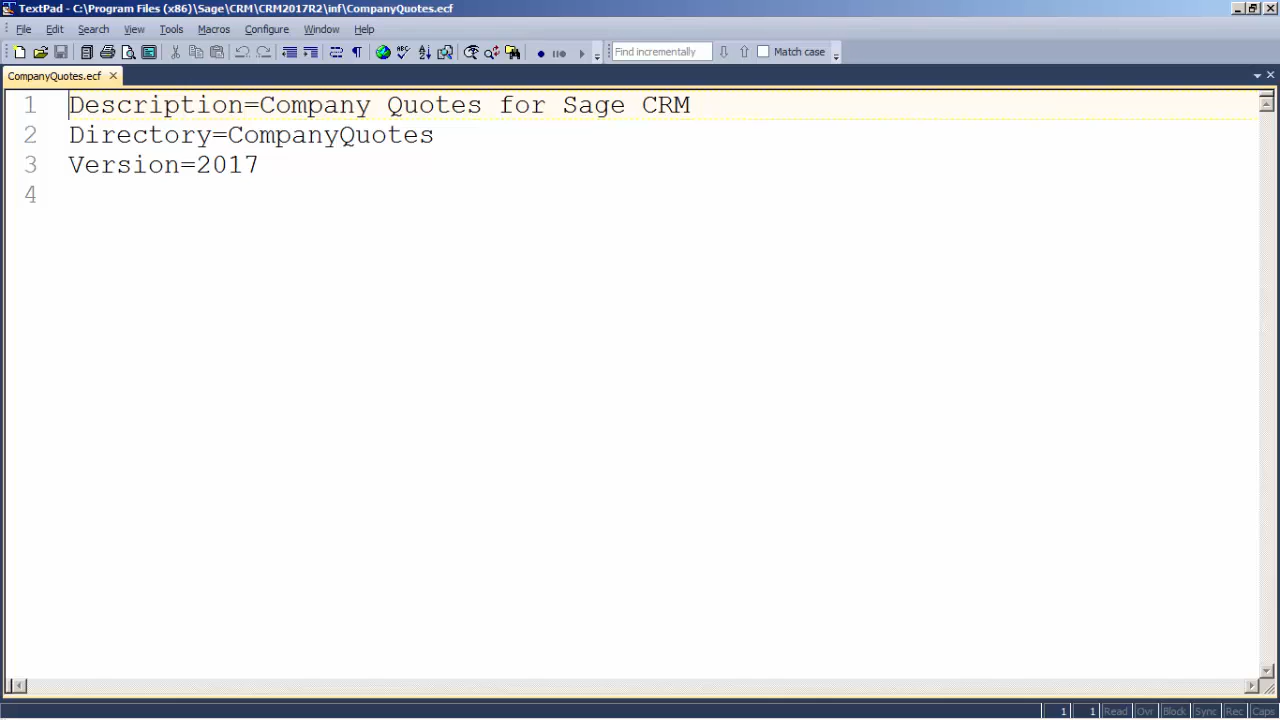 TextPad - C:\Program Files (x86)\Sage\CRM\CRM2017R2\inf\CompanyQuotes.ecf
File Edit Search View Tools Macros Configure Window Help
Find incrementally Match case
CompanyQuotes.ecf
1 Description=Company Quotes for Sage CRM
2 Directory=CompanyQuotes
3 Version=2017
4
1 1 Read Ovr Block Sync Rec Caps